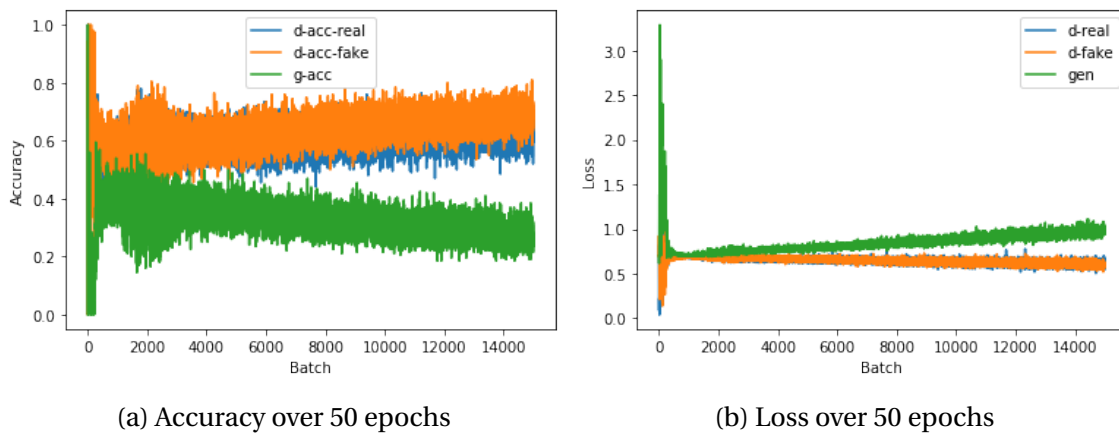 d-acc-real
d-acc-fake
g-acc
1.0
0.8
0.6
0.4
0.2
0.0
Accuracy
0 2000 4000 6000 8000 10000 12000 14000
Batch
(a) Accuracy over 50 epochs
d-real
d-fake
gen
3.0
2.5
2.0
1.5
1.0
0.5
0.0
Loss
0 2000 4000 6000 8000 10000 12000 14000
Batch
(b) Loss over 50 epochs